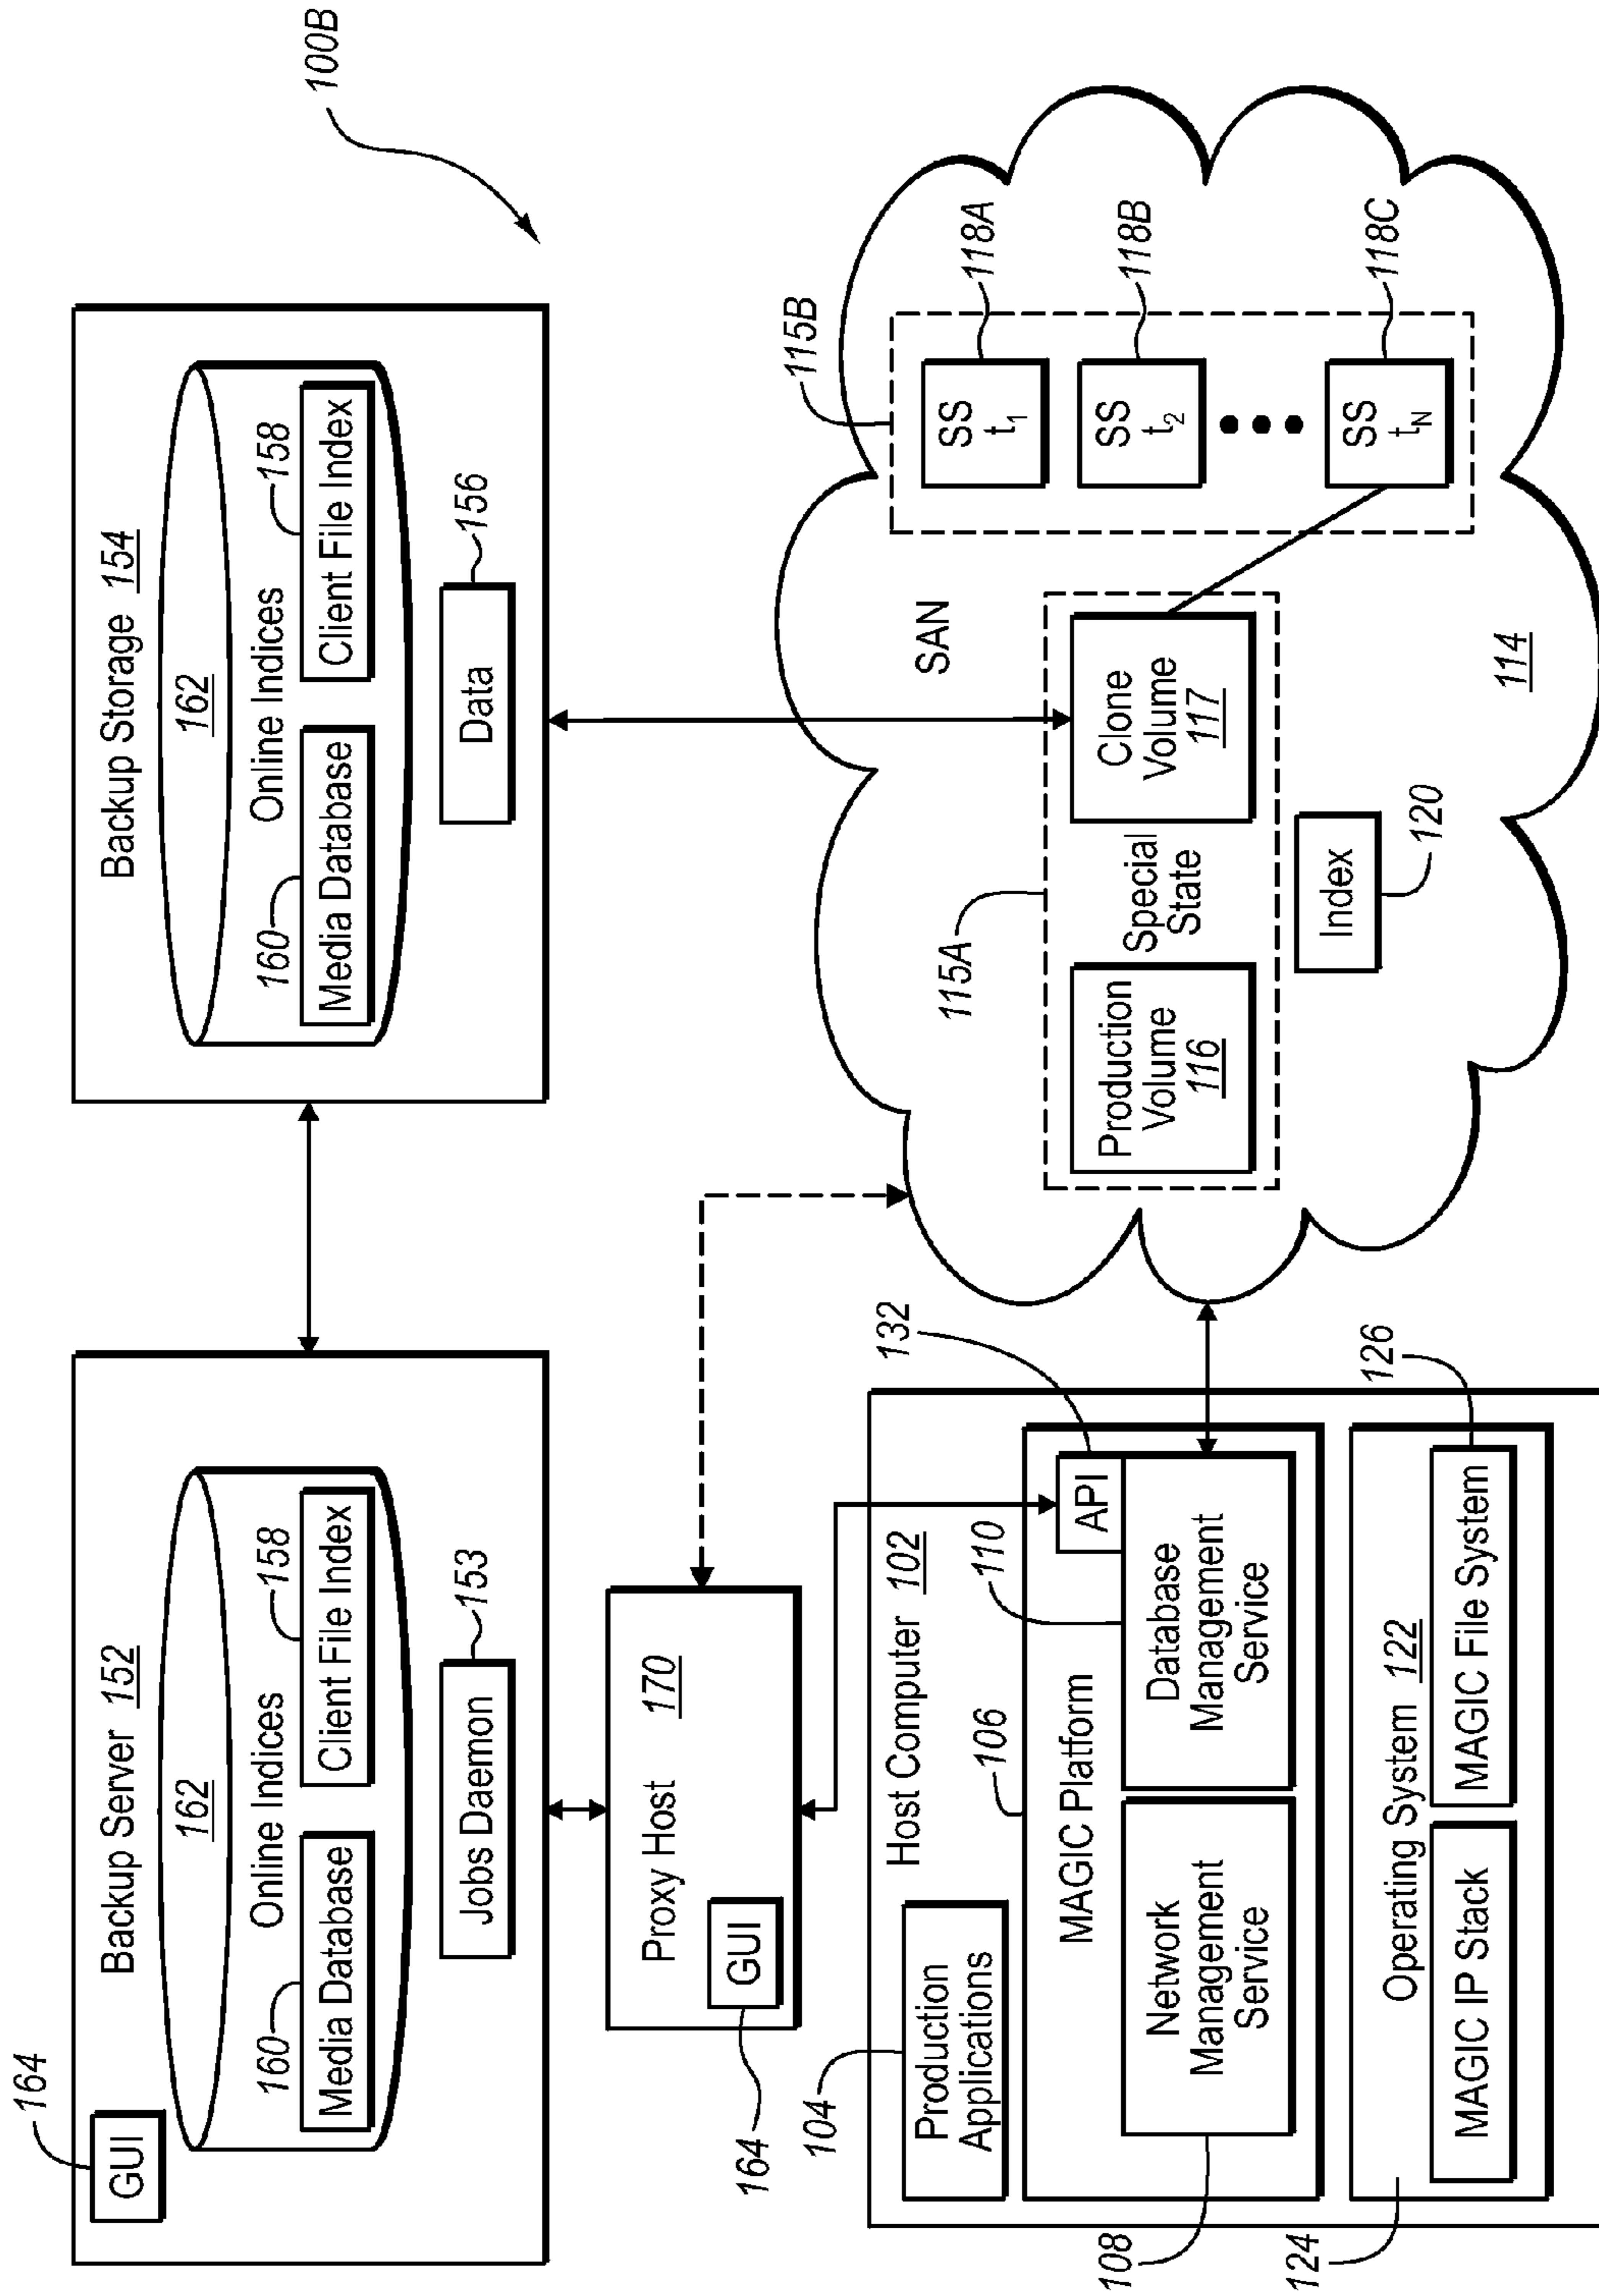 100B
164
GUI
Backup Server 152
162
Online Indices
160
158
Media Database
Client File Index
Jobs Daemon
153
Backup Storage 154
162
Online Indices
160
158
Media Database
Client File Index
Data
156
Proxy Host
170
GUI
164
104
Production
Applications
Host Computer 102
106
110
132
MAGIC Platform
API
Network
Management
Service
Database
Management
Service
108
Operating System 122
126
MAGIC IP Stack
MAGIC File System
124
SAN
115A
115B
Production
Volume
116
Special
State
Clone
Volume
117
SS
t1
118A
SS
t2
118B
SS
tN
118C
Index
120
114